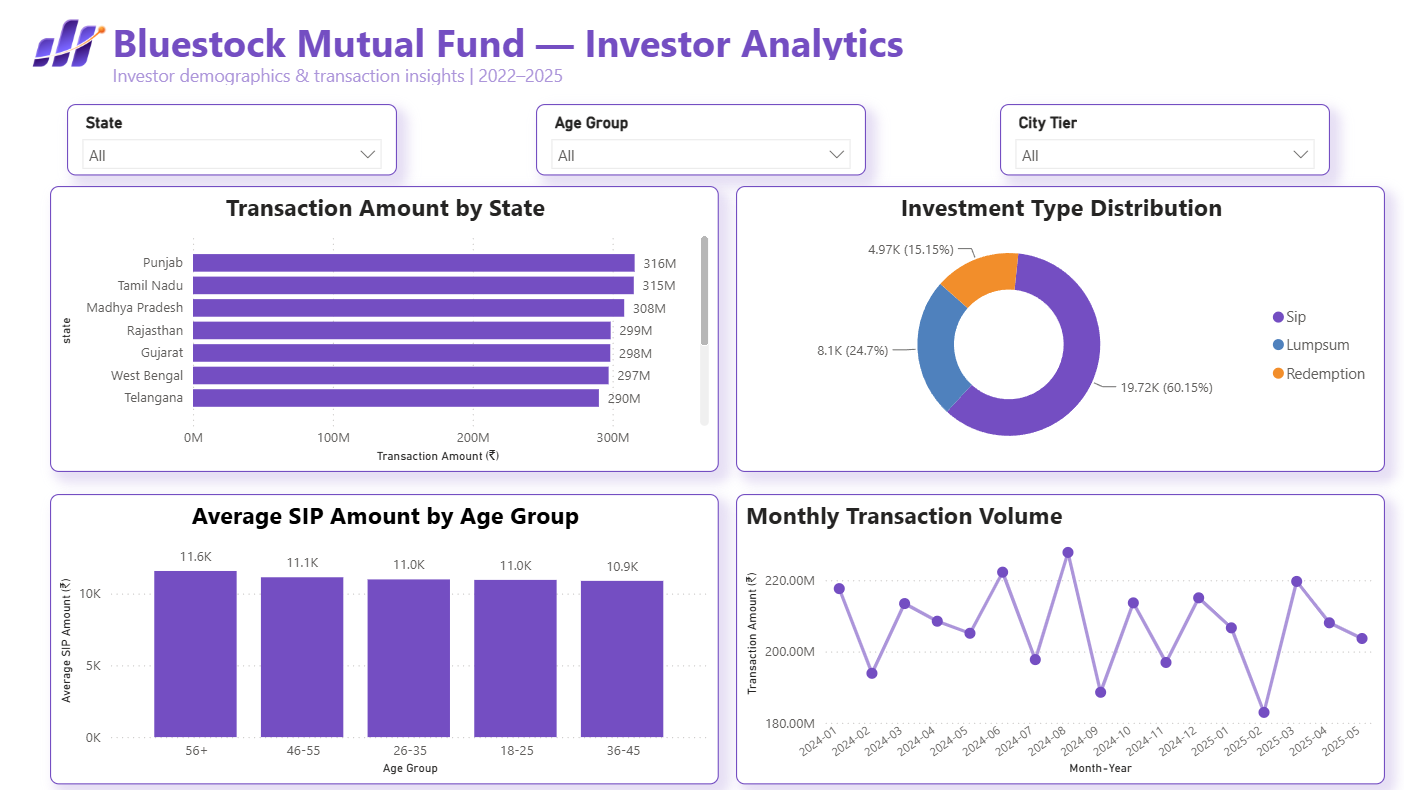 Bluestock Mutual Fund — Investor Analytics
Investor demographics & transaction insights | 2022–2025
State
All
Age Group
All
City Tier
All
Transaction Amount by State
state
Punjab 316M
Tamil Nadu 315M
Madhya Pradesh 308M
Rajasthan 299M
Gujarat 298M
West Bengal 297M
Telangana 290M
0M 100M 200M 300M
Transaction Amount (₹)
Investment Type Distribution
4.97K (15.15%)
8.1K (24.7%)
19.72K (60.15%)
Sip
Lumpsum
Redemption
Average SIP Amount by Age Group
Average SIP Amount (₹)
10K
5K
0K
11.6K 11.1K 11.0K 11.0K 10.9K
56+ 46-55 26-35 18-25 36-45
Age Group
Monthly Transaction Volume
Transaction Amount (₹)
220.00M
200.00M
180.00M
2024-01 2024-02 2024-03 2024-04 2024-05 2024-06 2024-07 2024-08 2024-09 2024-10 2024-11 2024-12 2025-01 2025-02 2025-03 2025-04 2025-05
Month-Year